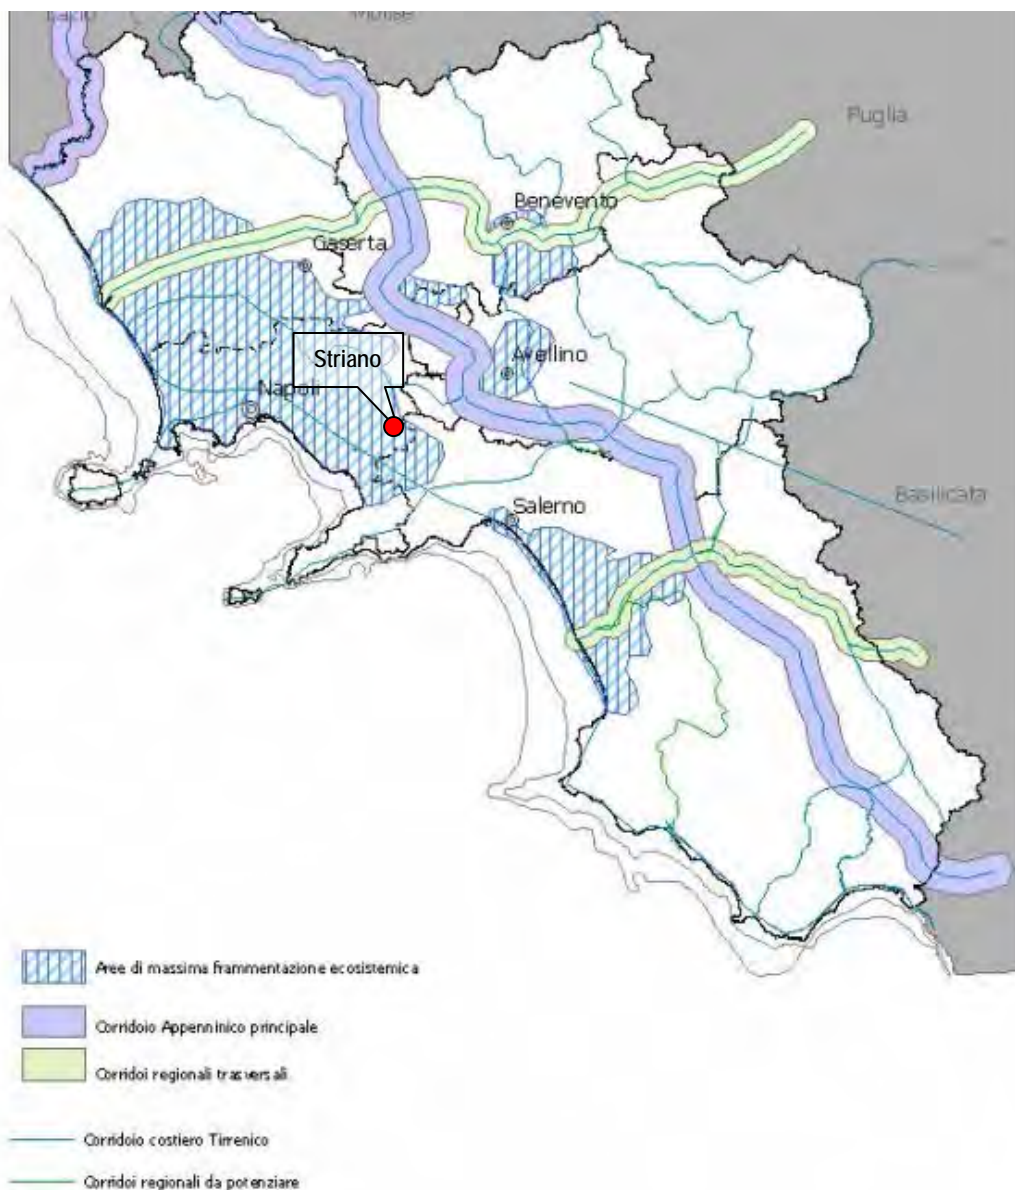 Lazio
Molise
Puglia
Benevento
Caserta
Striano
Avellino
Napoli
Basilicata
Salerno
Aree di massima frammentazione ecosistemica
Corridoio Appenninico principale
Corridoi regionali trasversali
Corridoio costiero Tirrenico
Corridoi regionali da potenziare